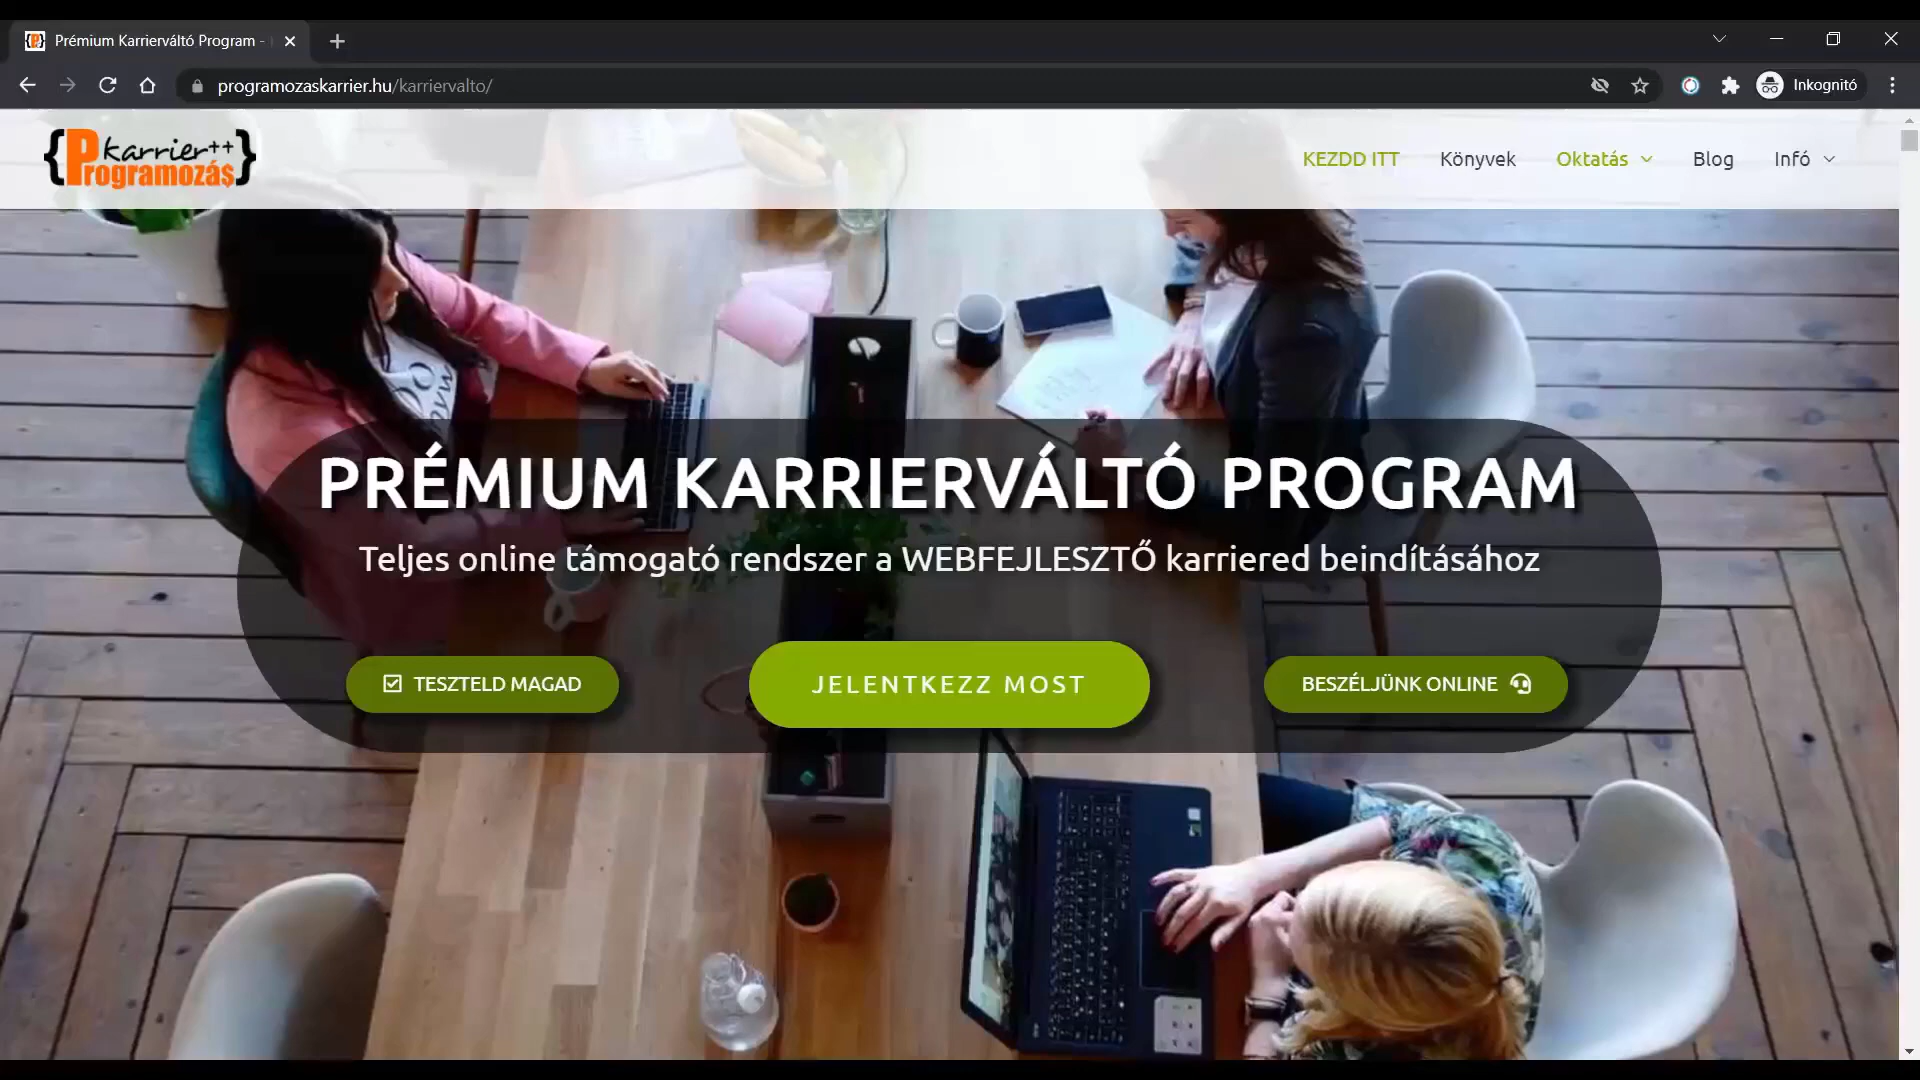 Prémium Karrierváltó Program -
programozaskarrier.hu/karriervalto/
Inkognitó
{Karrier++
Programozás}
KEZDD ITT
Könyvek
Oktatás
Blog
Infó
PRÉMIUM KARRIERVÁLTÓ PROGRAM
Teljes online támogató rendszer a WEBFEJLESZTŐ karriered beindításához
TESZTELD MAGAD
JELENTKEZZ MOST
BESZÉLJÜNK ONLINE